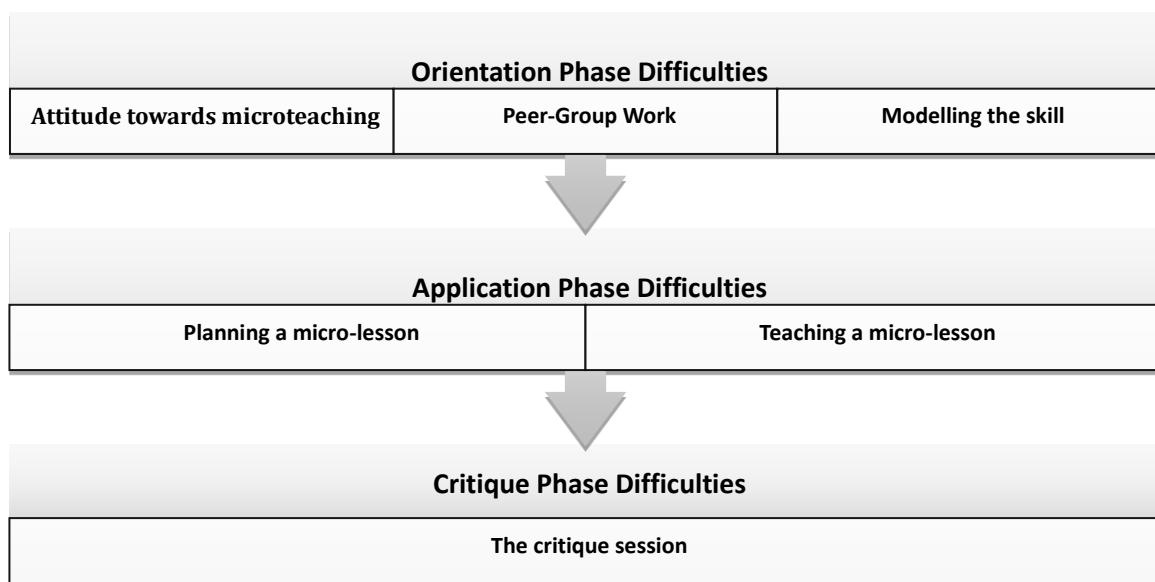 Orientation Phase Difficulties
Attitude towards microteaching
Peer-Group Work
Modelling the skill
Application Phase Difficulties
Planning a micro-lesson
Teaching a micro-lesson
Critique Phase Difficulties
The critique session